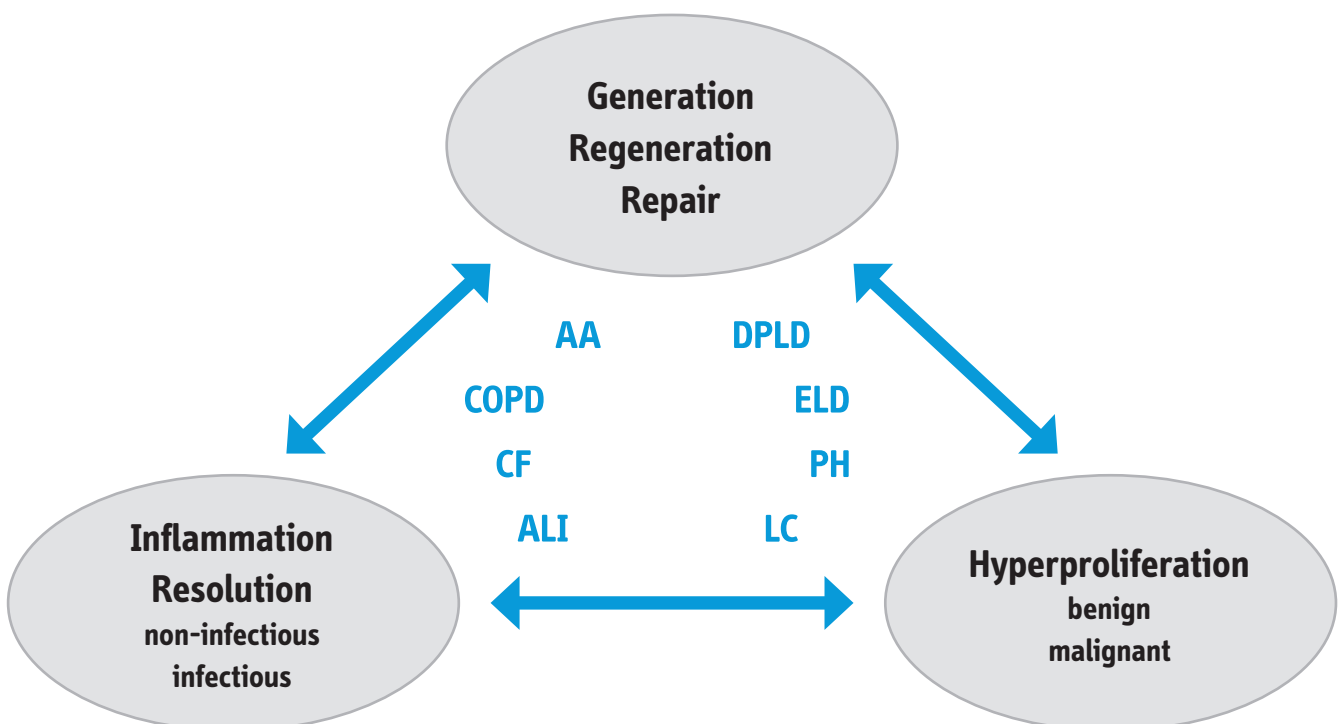 Generation
Regeneration
Repair
AA DPLD
COPD ELD
CF PH
ALI LC
Inflammation
Resolution
non-infectious
infectious
Hyperproliferation
benign
malignant